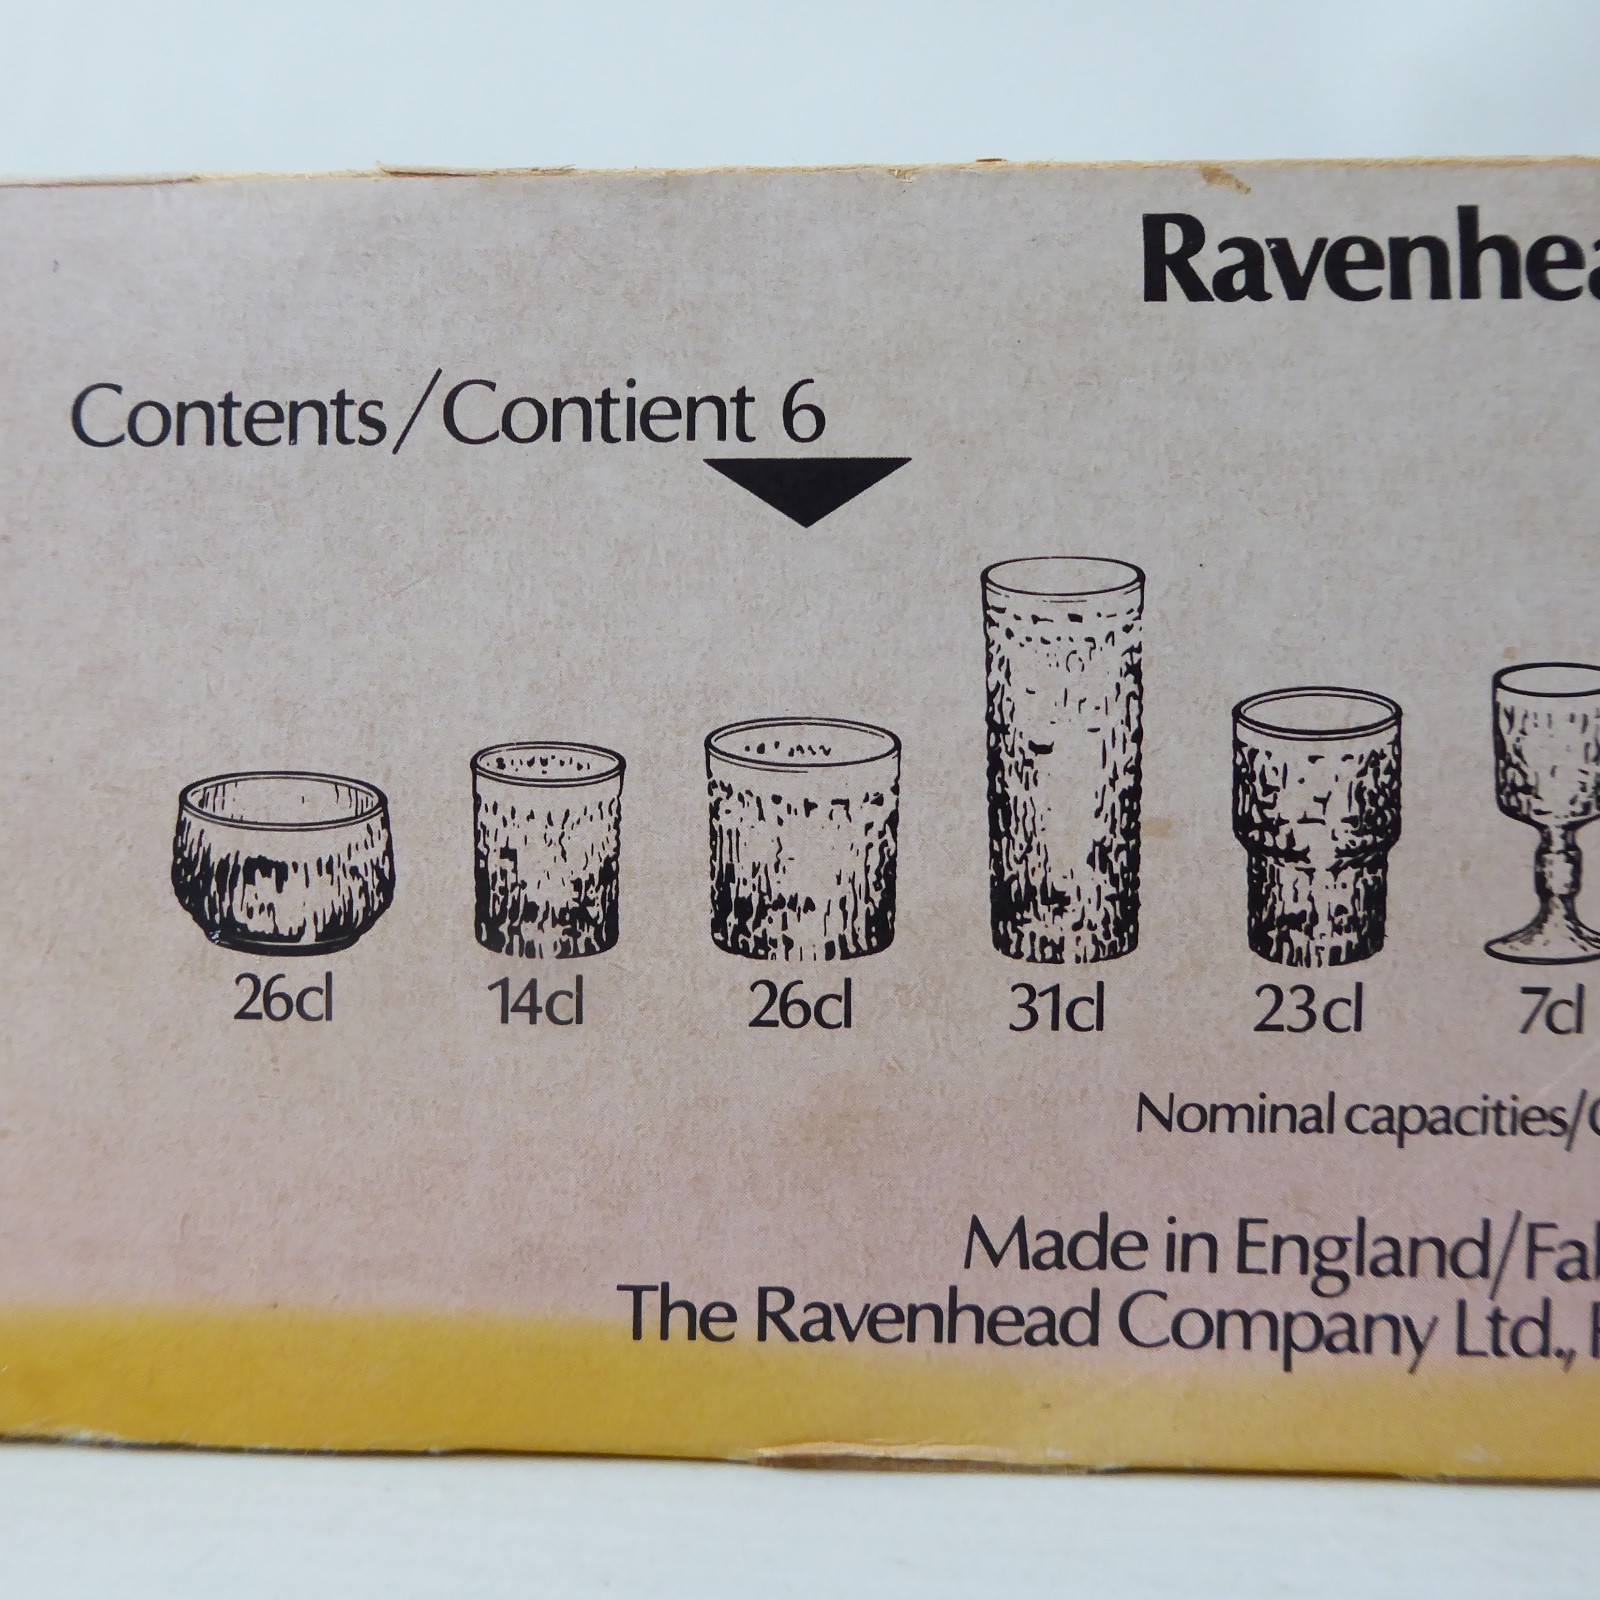 Ravenhea
Contents/Contient 6
26cl 14cl 26cl 31cl 23cl 7cl
Nominal capacities/
Made in England/Fab
The Ravenhead Company Ltd.,